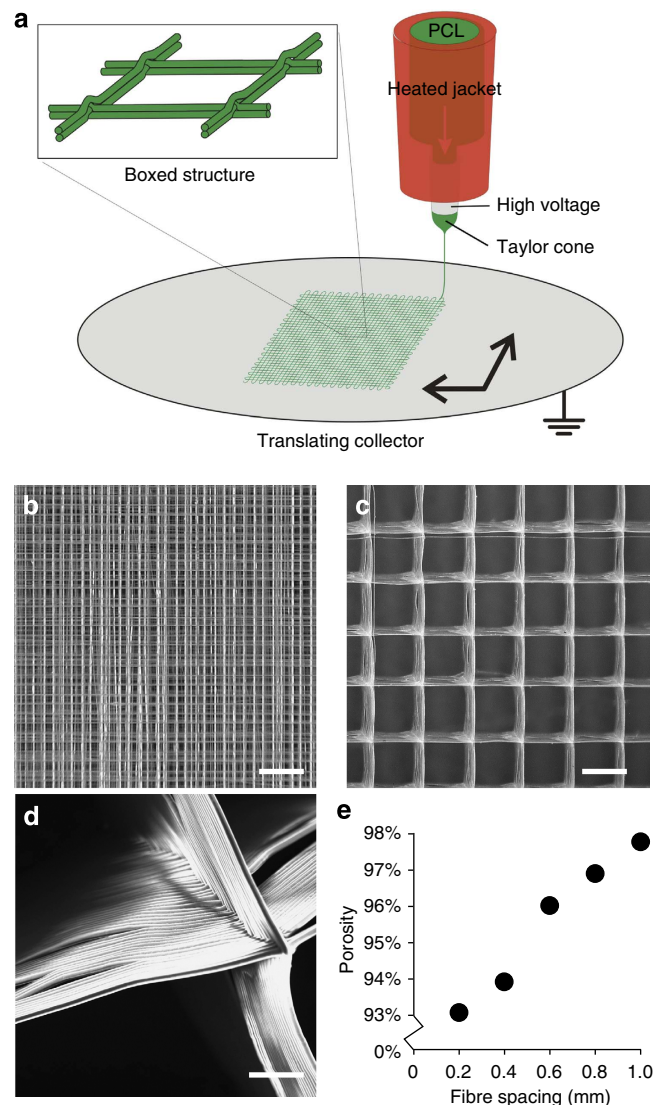 a
PCL
Heated jacket
Boxed structure
High voltage
Taylor cone
Translating collector
b
c
d
e
98%
97%
96%
95%
94%
93%
0%
Porosity
0
0.2
0.4
0.6
0.8
1.0
Fibre spacing (mm)